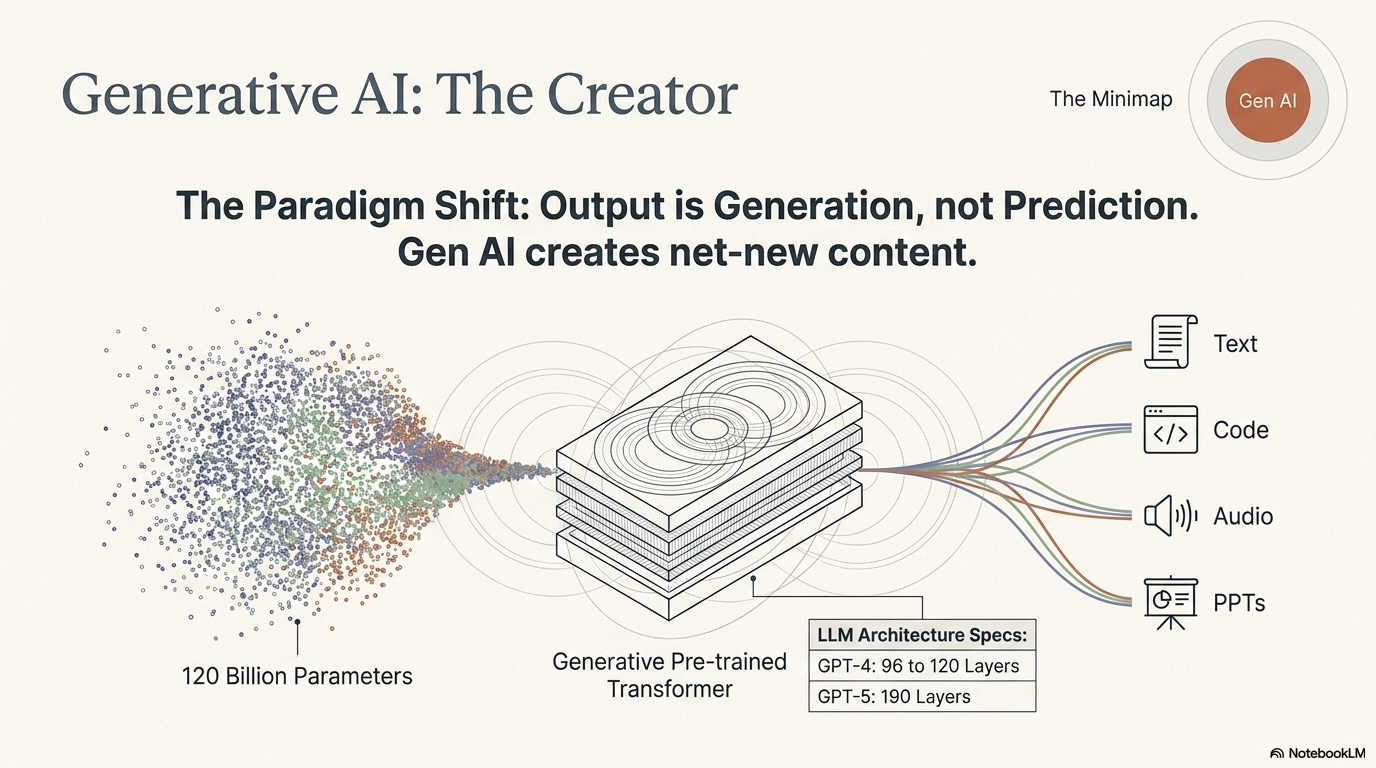 Generative AI: The Creator
The Minimap
Gen AI
The Paradigm Shift: Output is Generation, not Prediction.
Gen AI creates net-new content.
Text
Code
</>
Audio
PPTs
120 Billion Parameters
Generative Pre-trained
Transformer
LLM Architecture Specs:
GPT-4: 96 to 120 Layers
GPT-5: 190 Layers
NotebookLM